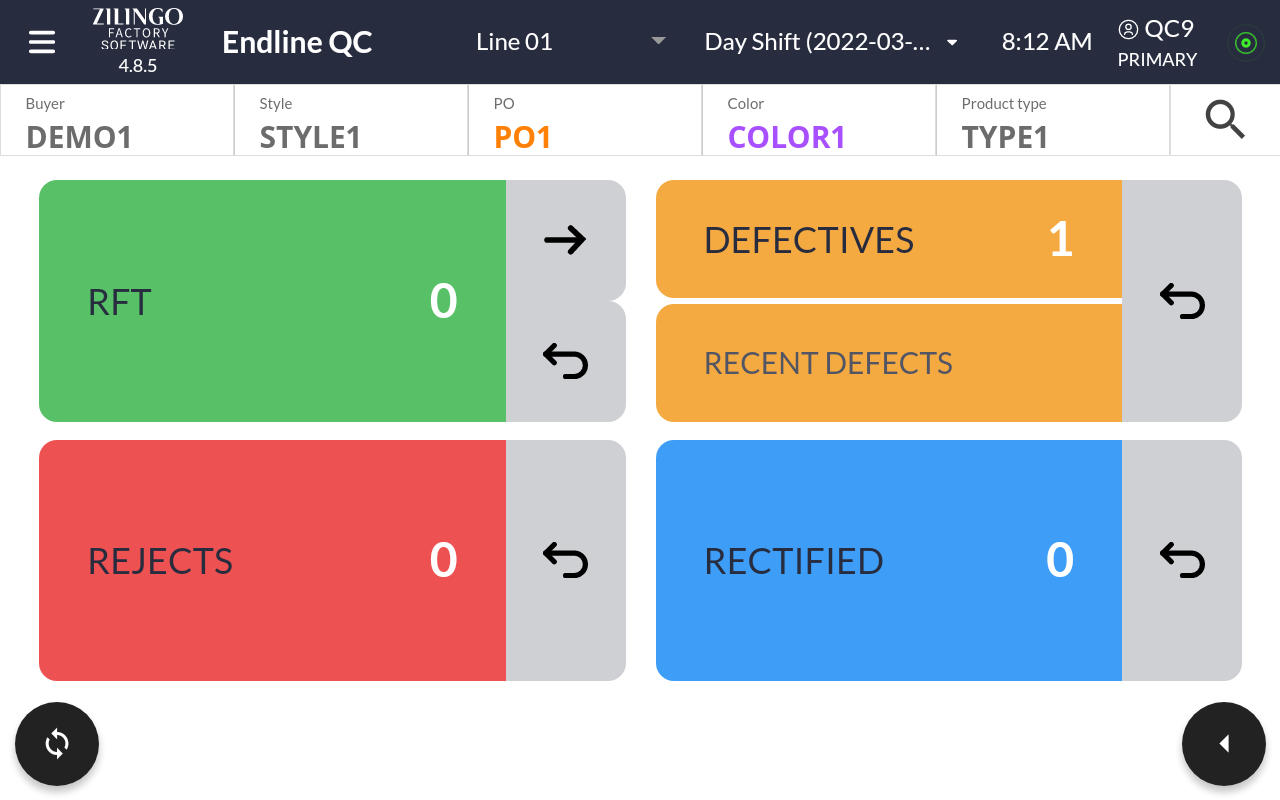 ZILINGO
FACTORY
SOFTWARE
4.8.5
Endline QC
Line 01
Day Shift (2022-03-...
8:12 AM
QC9
PRIMARY
Buyer
DEMO1
Style
STYLE1
PO
PO1
Color
COLOR1
Product type
TYPE1
RFT 0
DEFECTIVES 1
RECENT DEFECTS
REJECTS 0
RECTIFIED 0